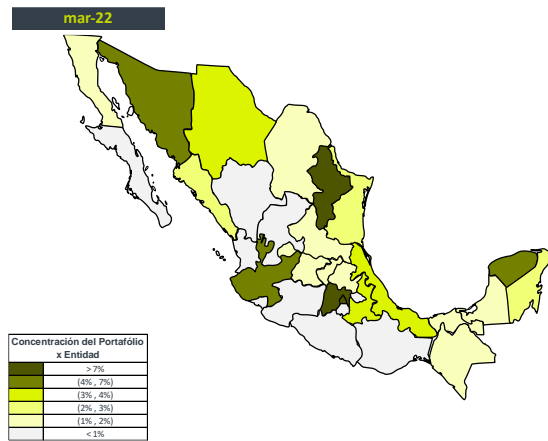 mar-22
Concentración del Portafólio
x Entidad
>7%
(4% , 7%)
(3% , 4%)
(2% , 3%)
(1% , 2%)
<1%